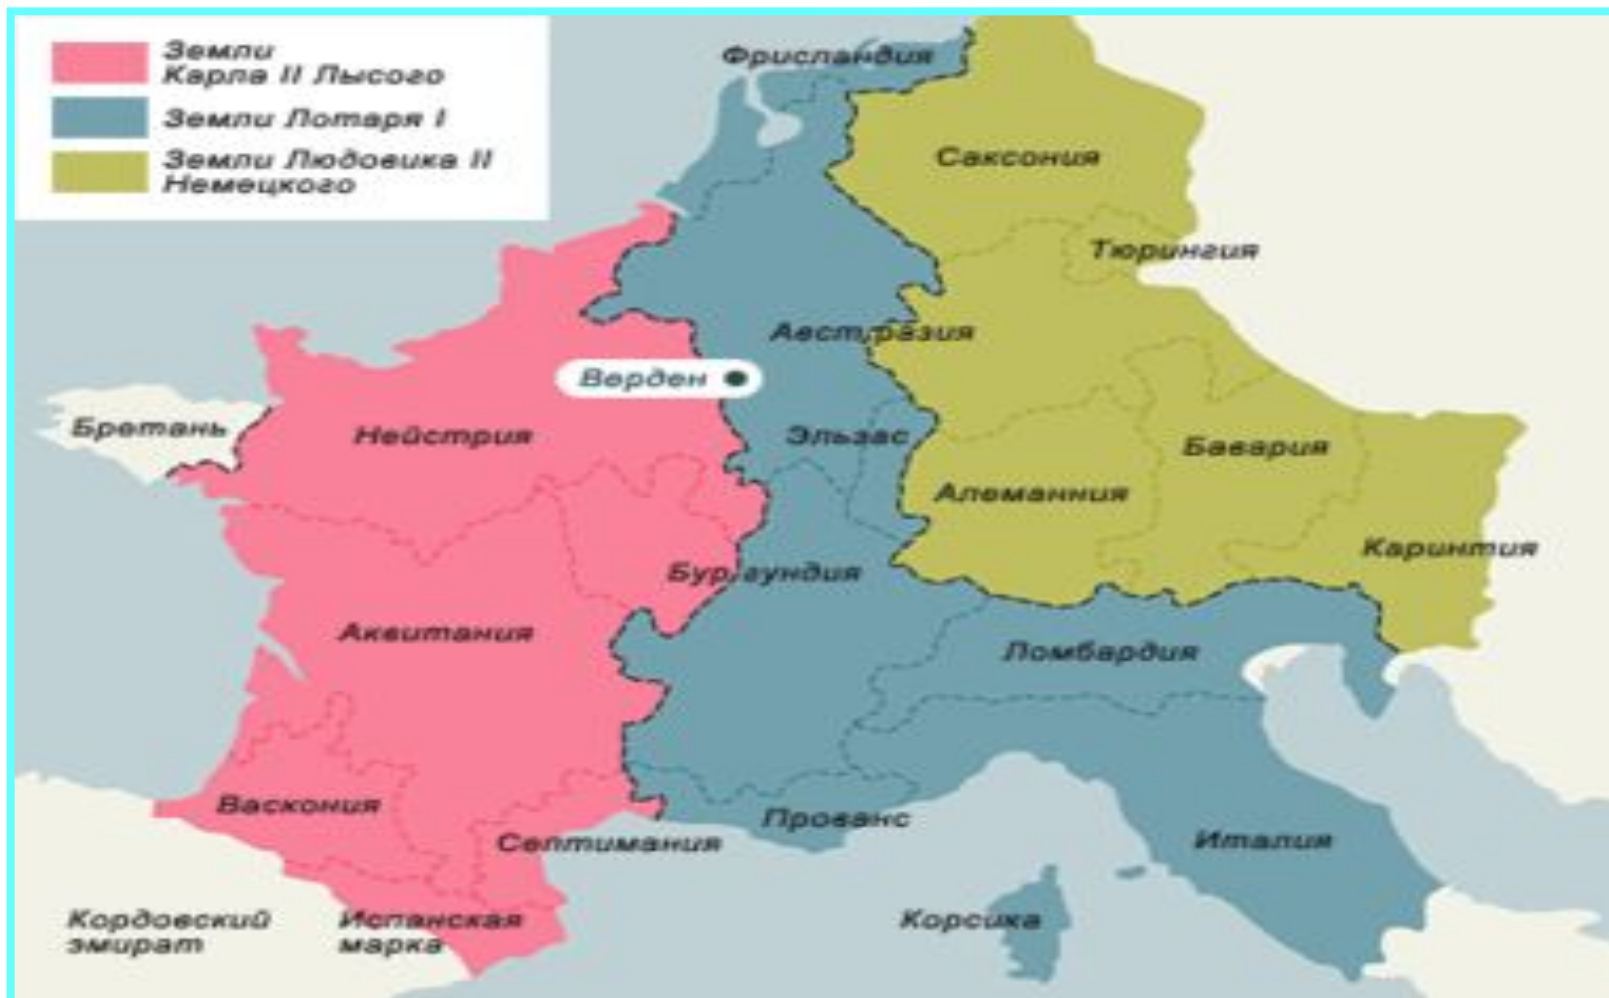 Земли
Карла II Лысого
Земли Лотаря I
Земли Людовика II
Немецкого
Фрисландия
Саксония
Тюрингия
Австразия
Верден
Бретань
Нейстрия
Эльзас
Бавария
Алеманния
Каринтия
Бургундия
Аквитания
Ломбардия
Васкония
Прованс
Септимания
Италия
Кордовский
эмират
Испанская
марка
Корсика